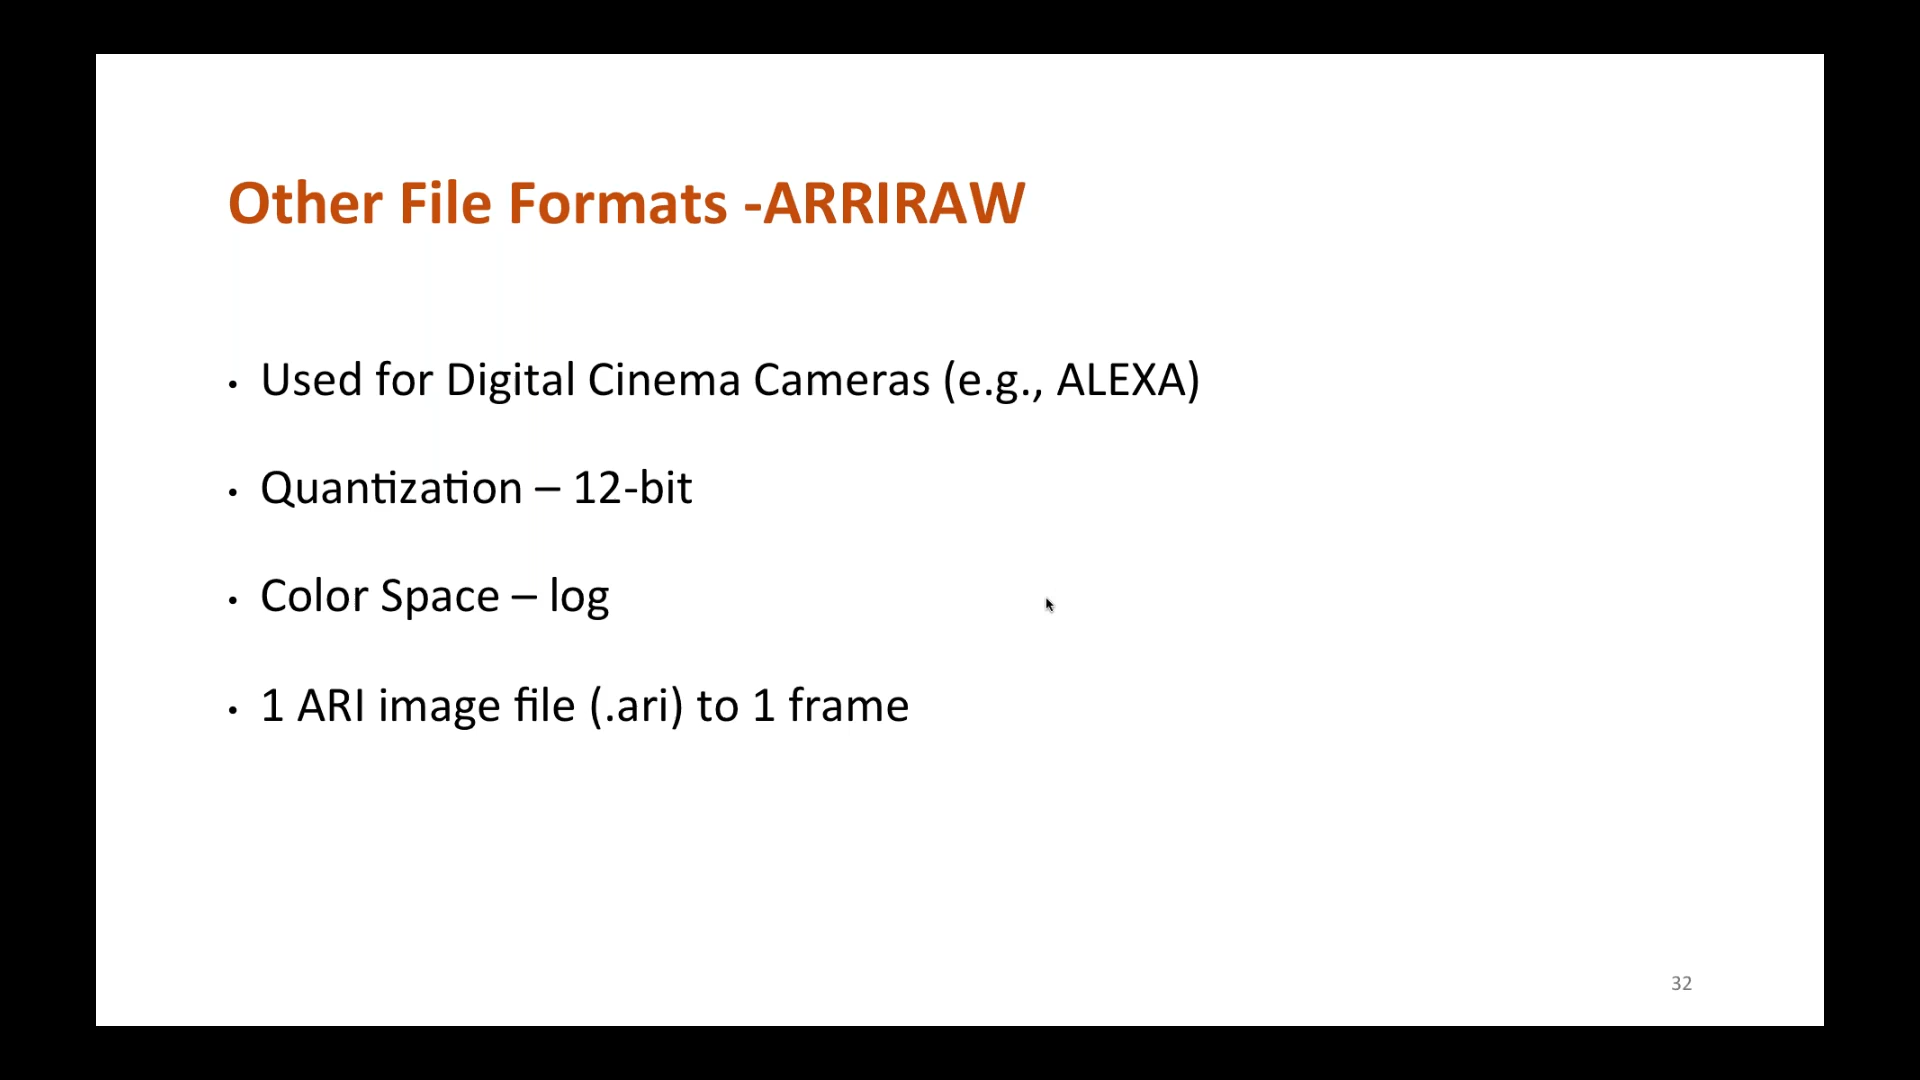 Other File Formats -ARRIRAW
• Used for Digital Cinema Cameras (e.g., ALEXA)
• Quantization – 12-bit
• Color Space – log
• 1 ARI image file (.ari) to 1 frame
32